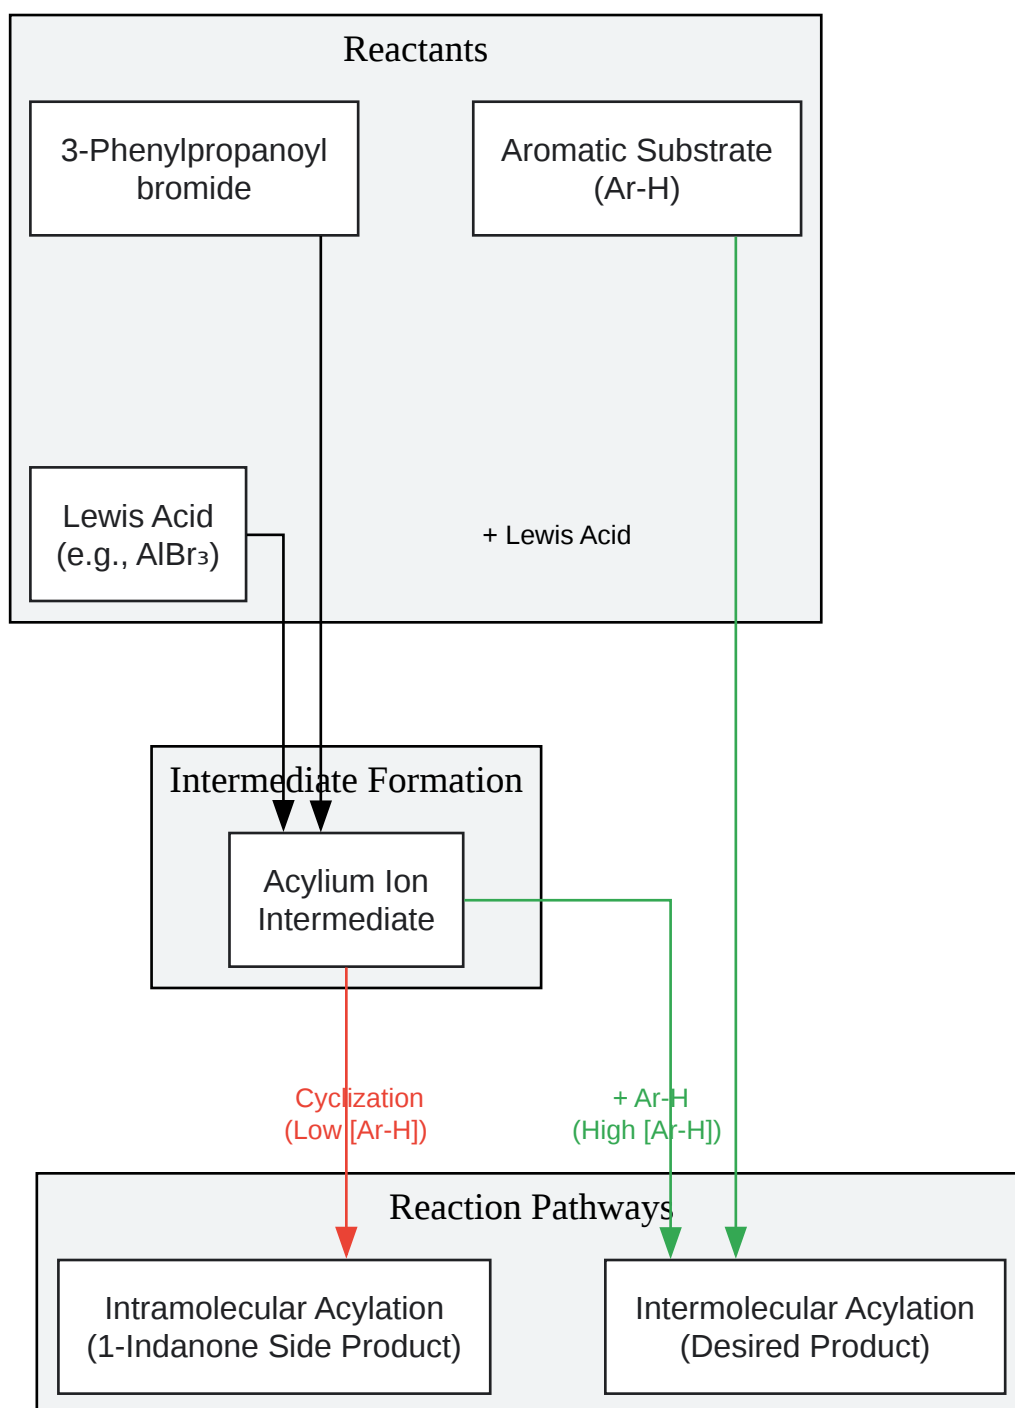 Reactants
3-Phenylpropanoyl
bromide
Aromatic Substrate
(Ar-H)
Lewis Acid
(e.g., AlBr₃)
+ Lewis Acid
Intermediate Formation
Acylium Ion
Intermediate
Cyclization
(Low [Ar-H])
+ Ar-H
(High [Ar-H])
Reaction Pathways
Intramolecular Acylation
(1-Indanone Side Product)
Intermolecular Acylation
(Desired Product)